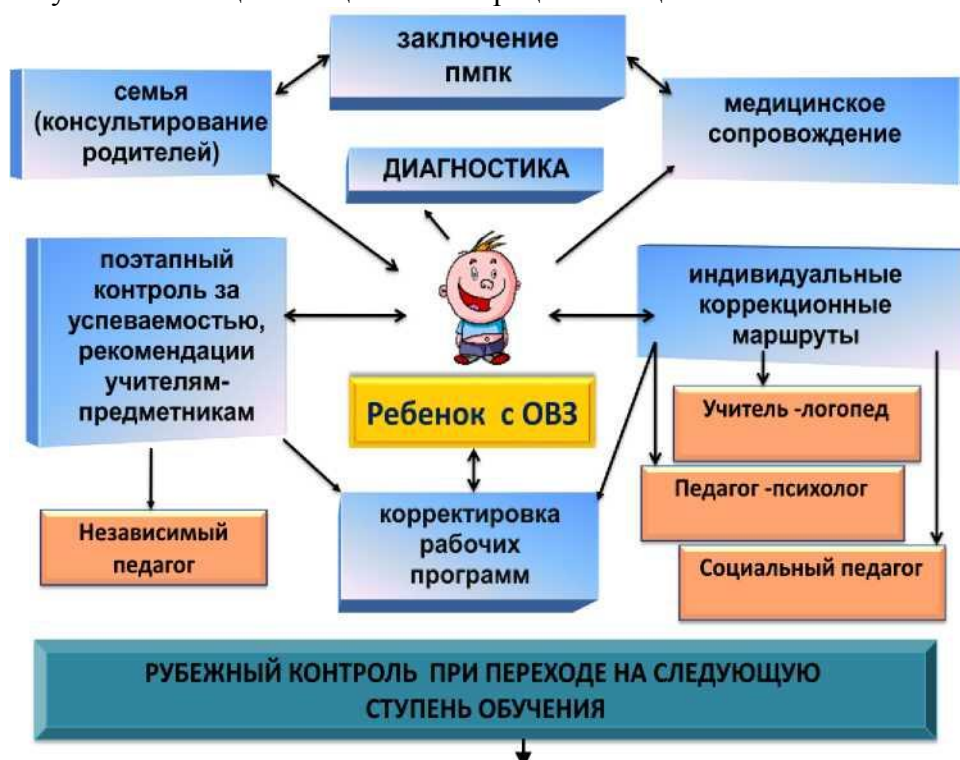 заключение
пмпк
семья
(консультирование
родителей)
медицинское
сопровождение
ДИАГНОСТИКА
поэтапный
контроль за
успеваемостью,
рекомендации
учителям-
предметникам
индивидуальные
коррекционные
маршруты
Ребенок с ОВЗ
Учитель -логопед
Педагог -психолог
Социальный педагог
Независимый
педагог
корректировка
рабочих
программ
РУБЕЖНЫЙ КОНТРОЛЬ ПРИ ПЕРЕХОДЕ НА СЛЕДУЮЩУЮ
СТУПЕНЬ ОБУЧЕНИЯ